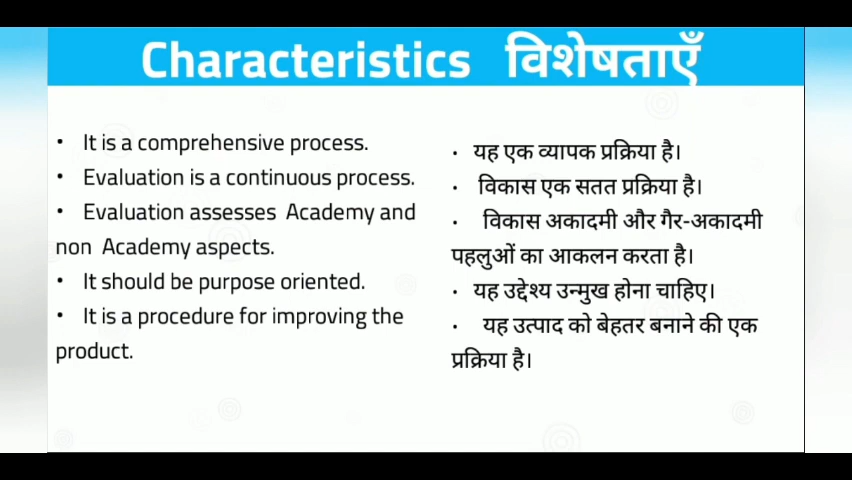 Characteristics विशेषताएँ
• It is a comprehensive process.
• Evaluation is a continuous process.
• Evaluation assesses Academy and
non Academy aspects.
• It should be purpose oriented.
• It is a procedure for improving the
product.
• यह एक व्यापक प्रक्रिया है।
• विकास एक सतत प्रक्रिया है।
• विकास अकादमी और गैर-अकादमी
पहलुओं का आकलन करता है।
• यह उद्देश्य उन्मुख होना चाहिए।
• यह उत्पाद को बेहतर बनाने की एक
प्रक्रिया है।